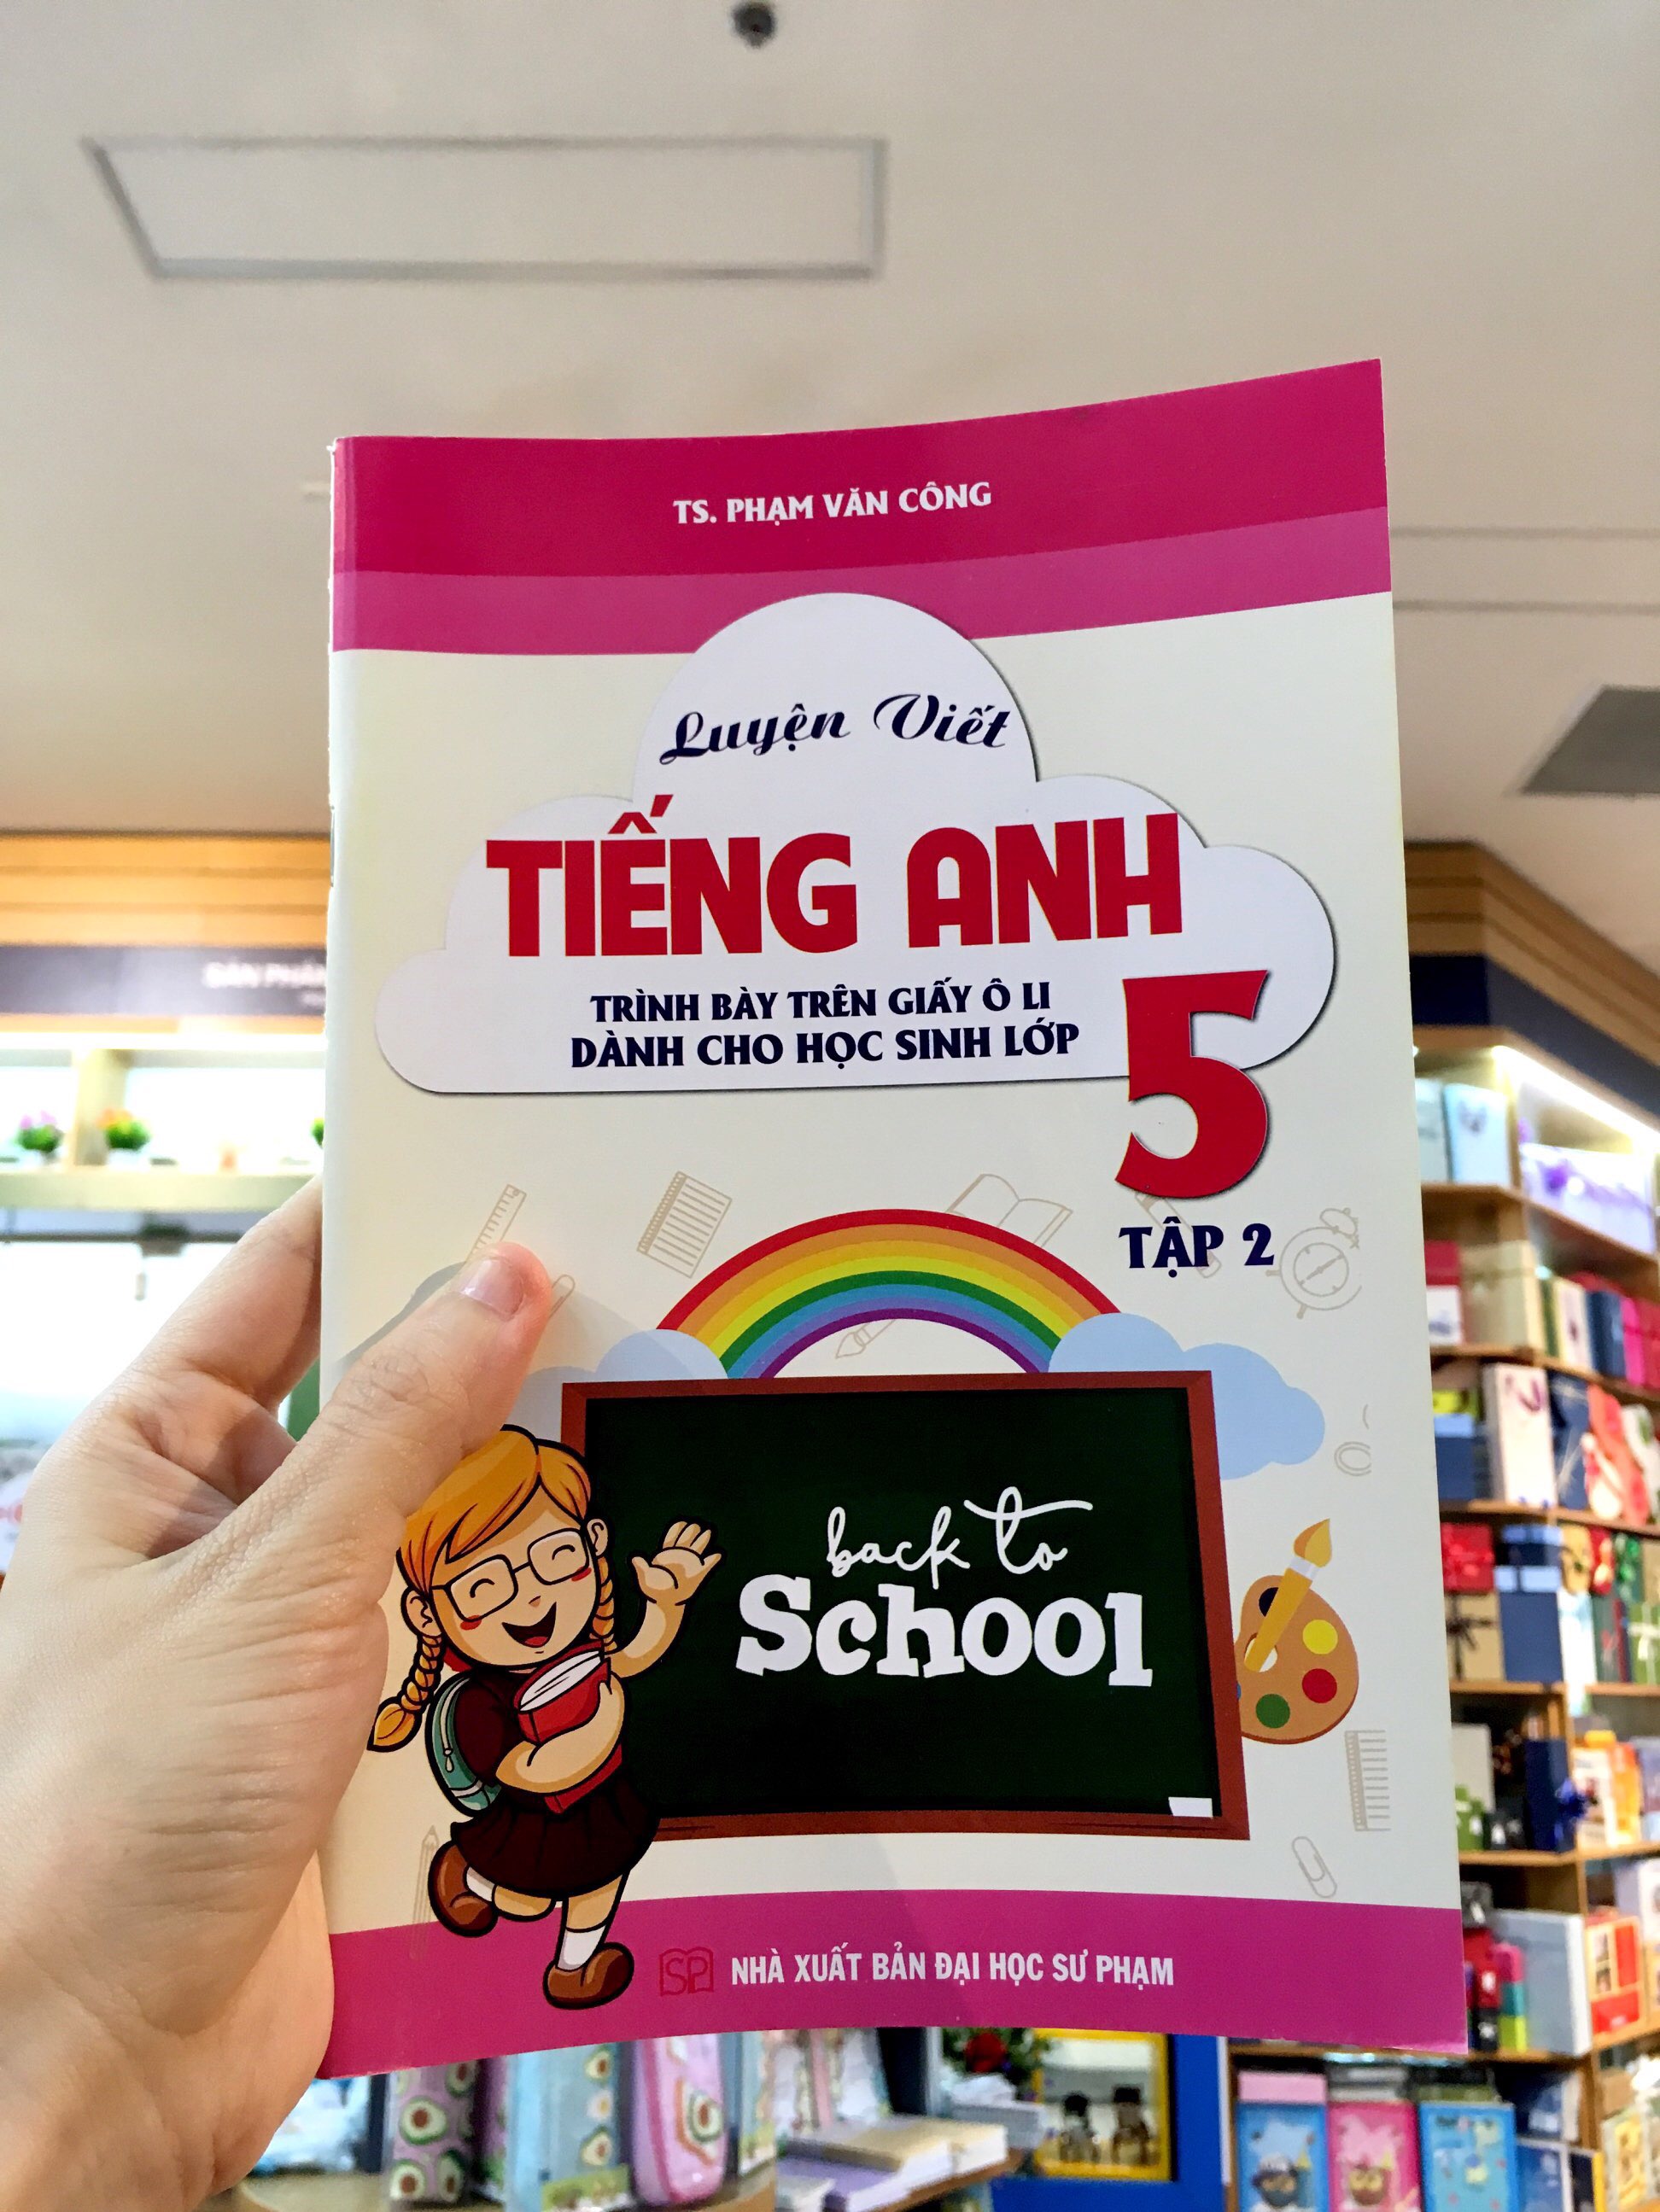 TS. PHẠM VĂN CÔNG
Luyện Viết
TIẾNG ANH
TRÌNH BÀY TRÊN GIẤY Ô LI
DÀNH CHO HỌC SINH LỚP 5
TẬP 2
back to
School
SP NHÀ XUẤT BẢN ĐẠI HỌC SƯ PHẠM